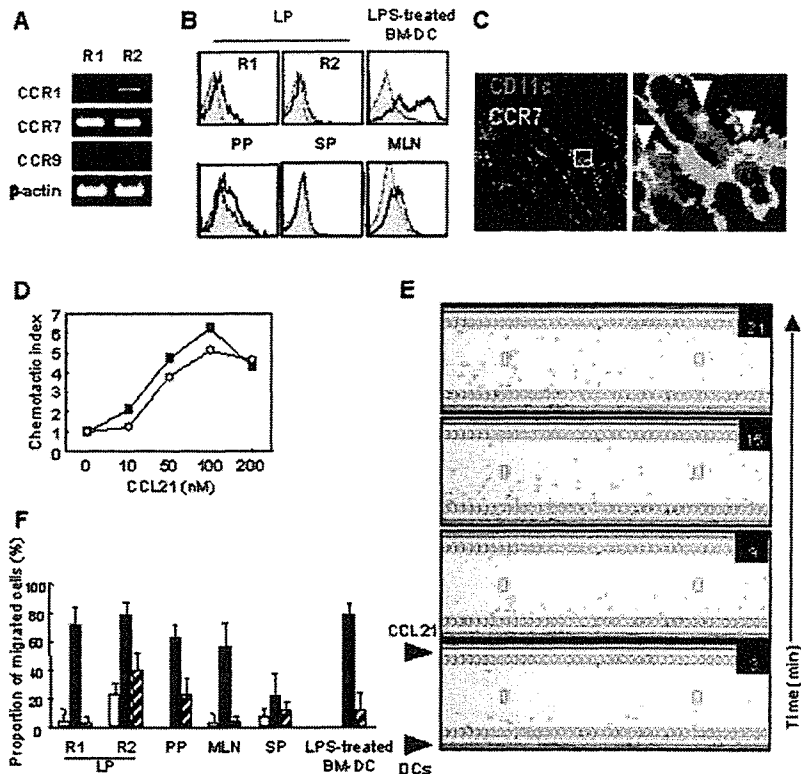 A
R1 R2
CCR1
CCR7
CCR9
β-actin
B
LP
LPS-treated
BM-DC
R1
R2
PP
SP
MLN
C
CD11c
CCR7
D
Chemotactic index
7
6
5
4
3
2
1
0
0 10 50 100 200
CCL21 (nM)
E
15
9
3
CCL21
DCs
Time (min)
F
Proportion of migrated cells (%)
100
80
60
40
20
0
R1 R2 PP MLN SP LPS-treated
LP
BM-DC